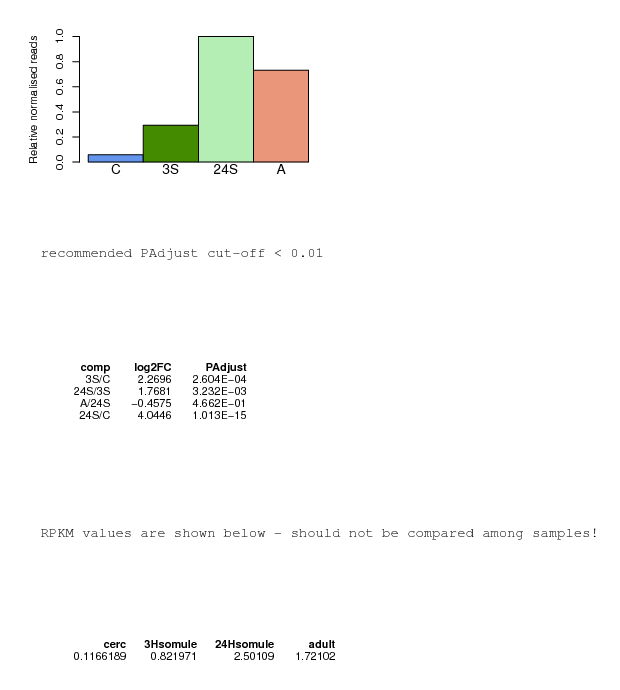 Relative normalised reads
1.0
0.8
0.6
0.4
0.2
0.0
C 3S 24S A
recommended PAdjust cut-off < 0.01
comp log2FC PAdjust
3S/C 2.2696 2.604E−04
24S/3S 1.7681 3.232E−03
A/24S −0.4575 4.662E−01
24S/C 4.0446 1.013E−15
RPKM values are shown below - should not be compared among samples!
cerc 3Hsomule 24Hsomule adult
0.1166189 0.821971 2.50109 1.72102